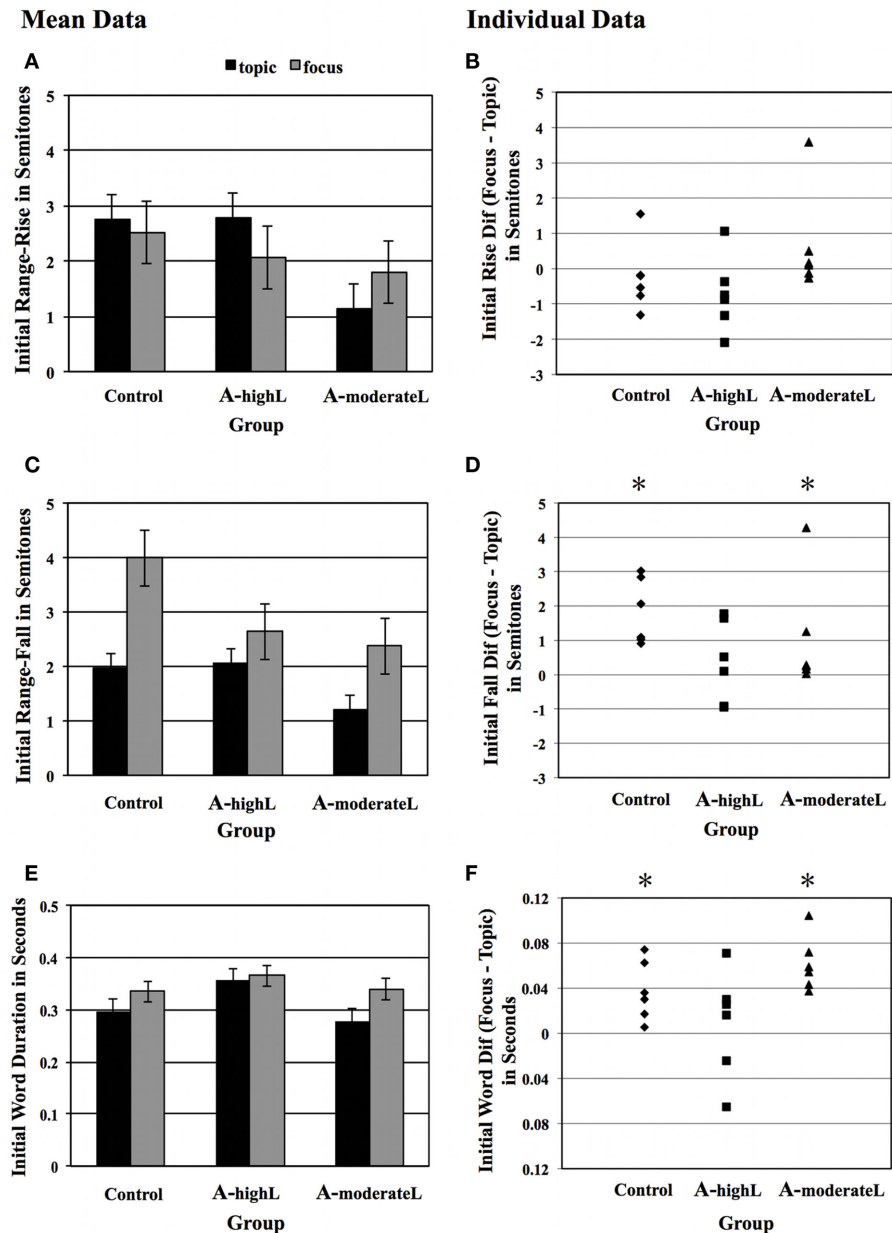 Mean Data
Individual Data
A
■topic ■focus
Initial Range-Rise in Semitones
5
4
3
2
1
0
Control A-highL A-moderateL
Group
B
Initial Rise Dif (Focus - Topic)
in Semitones
5
4
3
2
1
0
-1
-2
-3
Control A-highL A-moderateL
Group
C
Initial Range-Fall in Semitones
5
4
3
2
1
0
Control A-highL A-moderateL
Group
D
* *
Initial Fall Dif (Focus - Topic)
in Semitones
5
4
3
2
1
0
-1
-2
-3
Control A-highL A-moderateL
Group
E
Initial Word Duration in Seconds
0.5
0.4
0.3
0.2
0.1
0
Control A-highL A-moderateL
Group
F
* *
Initial Word Dif (Focus - Topic)
in Seconds
0.12
0.08
0.04
0
0.04
0.08
0.12
Control A-highL A-moderateL
Group